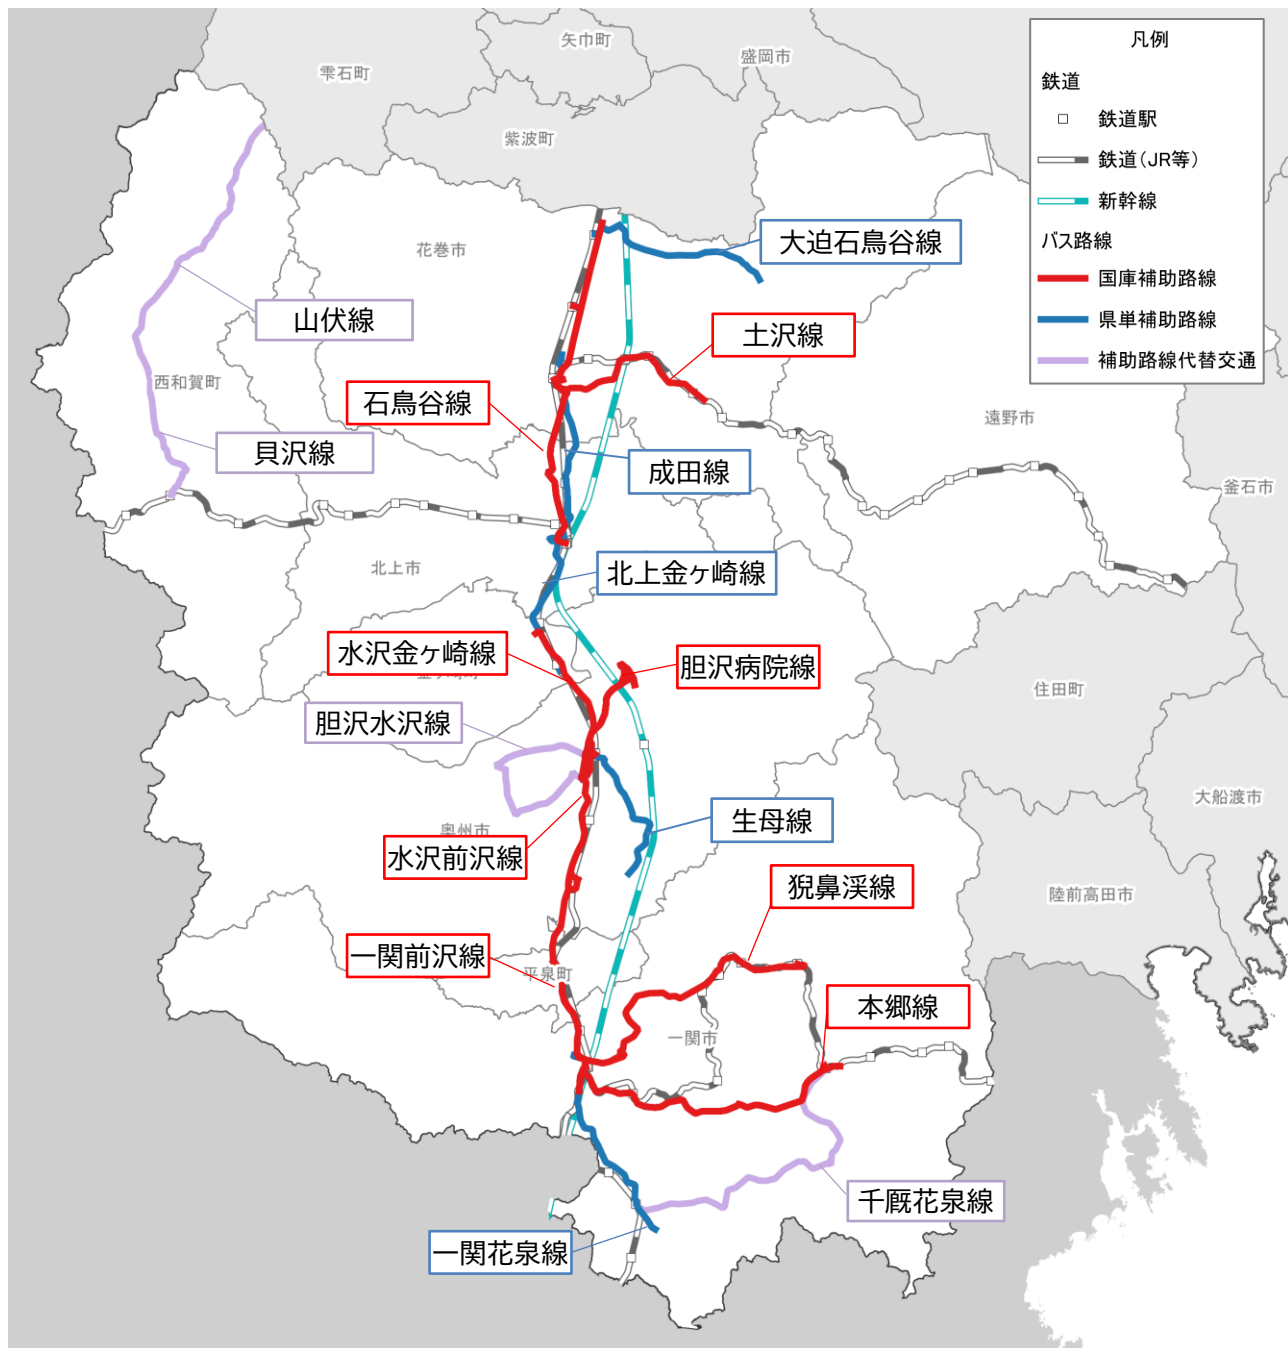 矢巾町
盛岡市
雫石町
紫波町
凡例
鉄道
鉄道駅
鉄道(JR等)
新幹線
バス路線
国庫補助路線
県単補助路線
補助路線代替交通
花巻市
大迫石鳥谷線
山伏線
土沢線
西和賀町
石鳥谷線
遠野市
貝沢線
成田線
釜石市
北上市
北上金ヶ崎線
水沢金ヶ崎線
胆沢病院線
住田町
胆沢水沢線
大船渡市
奥州市
生母線
水沢前沢線
猊鼻渓線
陸前高田市
一関前沢線
平泉町
本郷線
一関市
千厩花泉線
一関花泉線